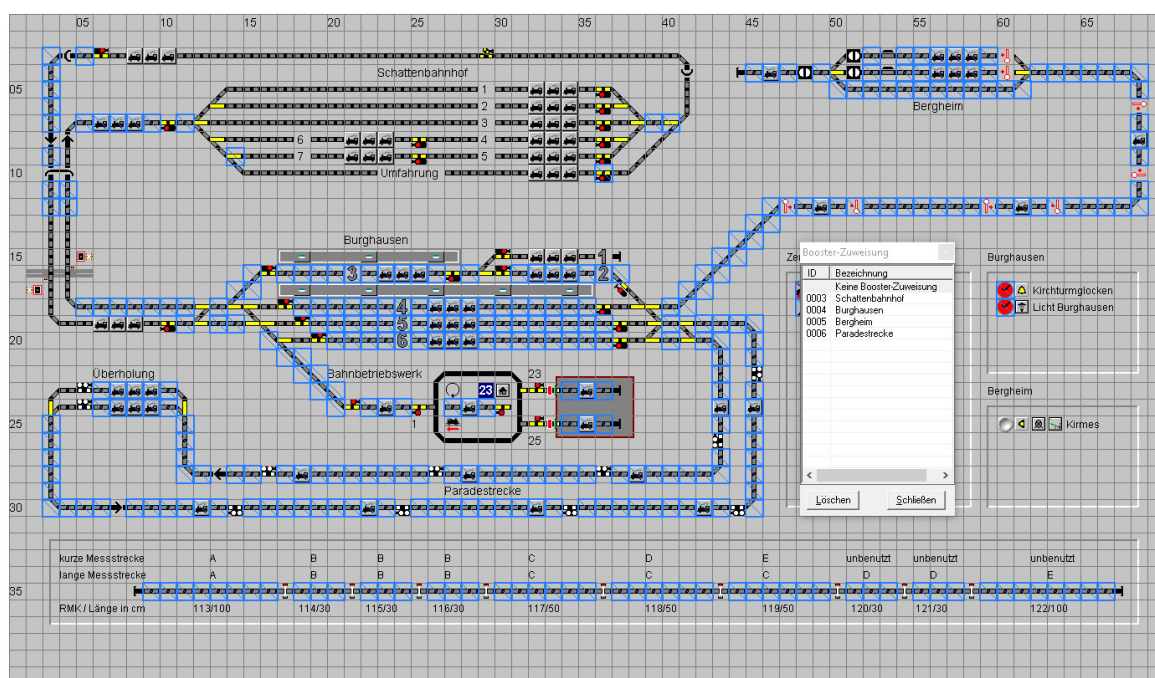 05 10 15 20 25 30 35 40 45 50 55 60 65
Schattenbahnhof
05
1
2
Bergheim
3
6 4
7 5
10 Umfahrung
Burghausen
15 1
3 2
Booster-Zuweisung
ID Bezeichnung
Keine Booster-Zuweisung
0003 Schattenbahnhof
0004 Burghausen
0005 Bergheim
0006 Paradestrecke
Löschen Schließen
Burghausen
Kirchturmglocken
Licht Burghausen
4
5
20 6
Überholung Bahnbetriebswerk 23
23
Bergheim
1
25 25
Kirmes
Paradestrecke
30
kurze Messstrecke A B B B C D E unbenutzt unbenutzt unbenutzt
lange Messstrecke A B B B C C C D D E
35
RMK / Länge in cm 113/100 114/30 115/30 116/30 117/50 118/50 119/50 120/30 121/30 122/100